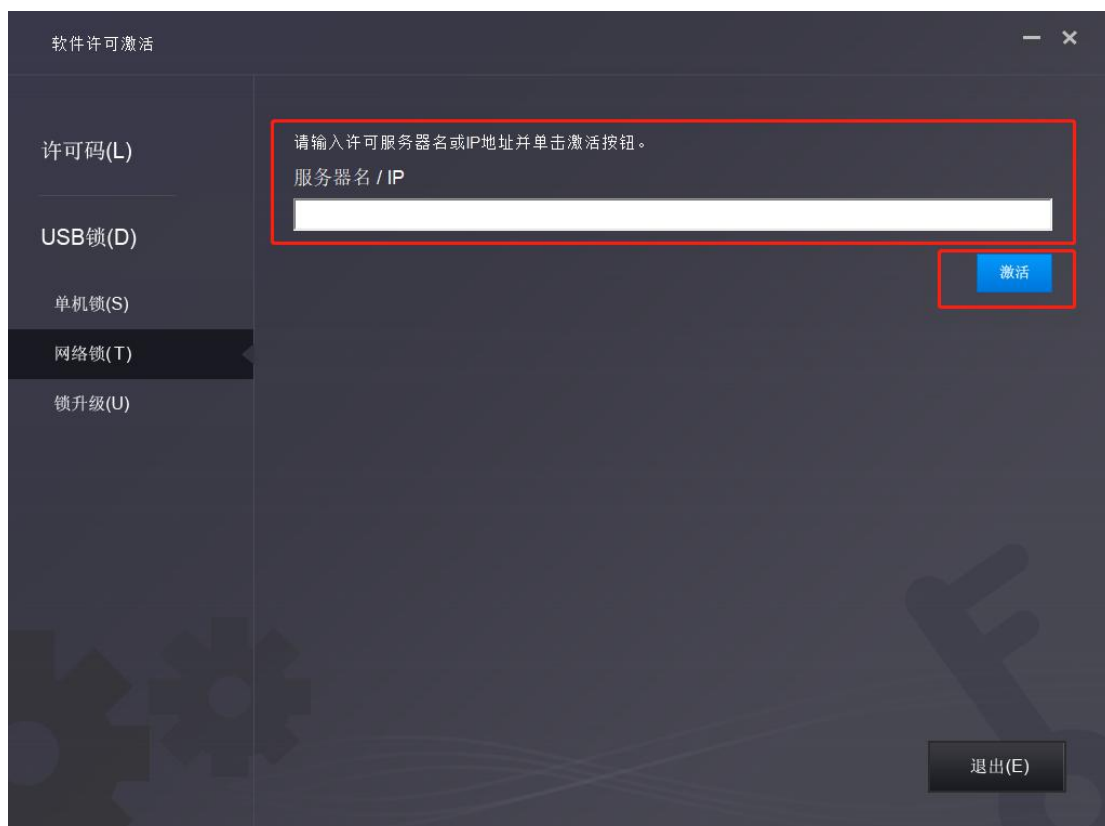 软件许可激活
许可码(L)
USB锁(D)
单机锁(S)
网络锁(T)
锁升级(U)
请输入许可服务器名或IP地址并单击激活按钮。
服务器名 / IP
激活
退出(E)